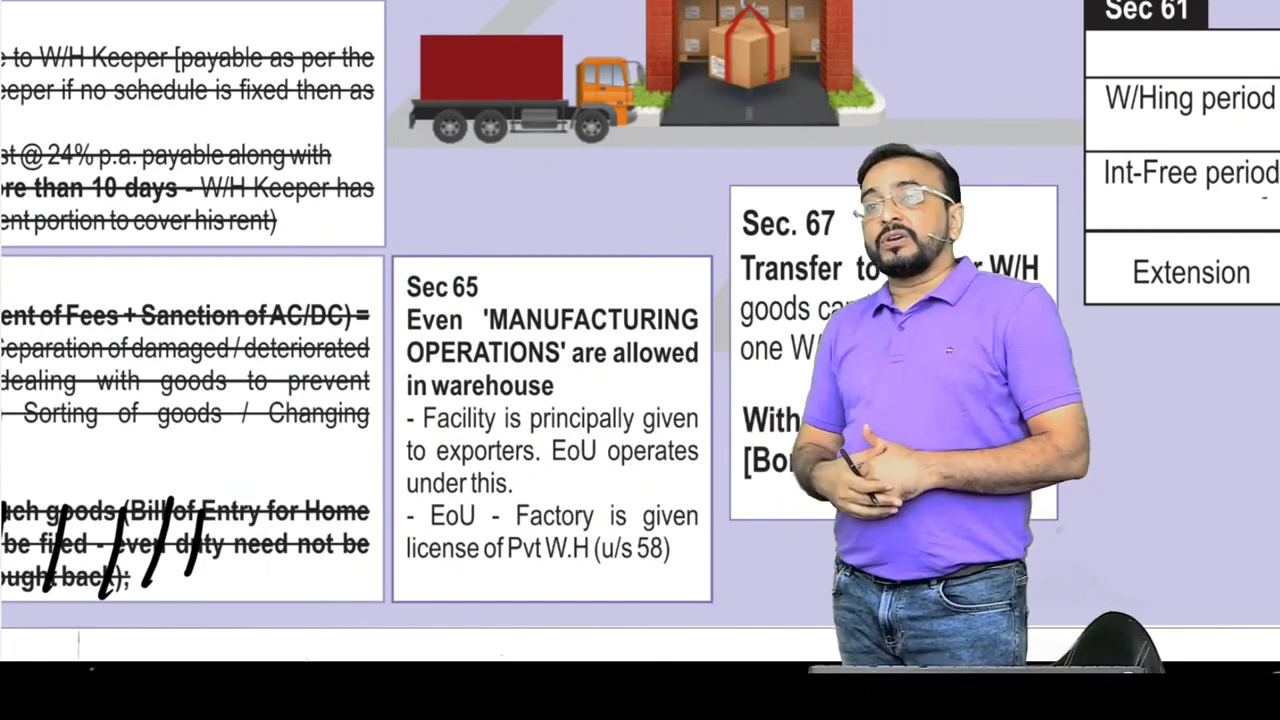 e to W/H Keeper [payable as per the
eeper if no schedule is fixed then as
st @ 24% p.a. payable along with
re than 10 days - W/H Keeper has
ent portion to cover his rent)
ent of Fees + Sanction of AC/DC) =
Separation of damaged / deteriorated
dealing with goods to prevent
Sorting of goods / Changing
uch goods (Bill of Entry for Home
be filed - even duty need not be
ought back);
Sec 65
Even 'MANUFACTURING
OPERATIONS' are allowed
in warehouse
- Facility is principally given
to exporters. EoU operates
under this.
- EoU - Factory is given
license of Pvt W.H (u/s 58)
Sec. 67
Transfer to r W/H
goods ca
one W/
With
[Bo
Sec 61
W/Hing period
Int-Free period
Extension